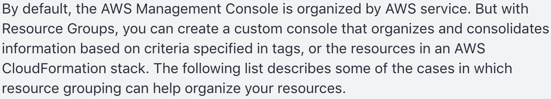 By default, the AWS Management Console is organized by AWS service. But with
Resource Groups, you can create a custom console that organizes and consolidates
information based on criteria specified in tags, or the resources in an AWS
CloudFormation stack. The following list describes some of the cases in which
resource grouping can help organize your resources.